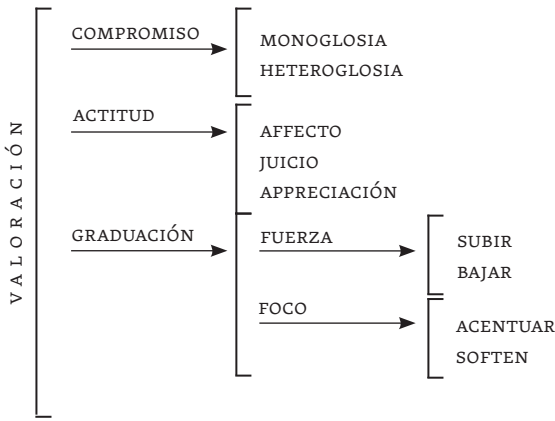 VALORACIÓN
COMPROMISO
MONOGLOSIA
HETEROGLOSIA
ACTITUD
AFFECTO
JUICIO
APPRECIACIÓN
GRADUACIÓN
FUERZA
SUBIR
BAJAR
FOCO
ACENTUAR
SOFTEN